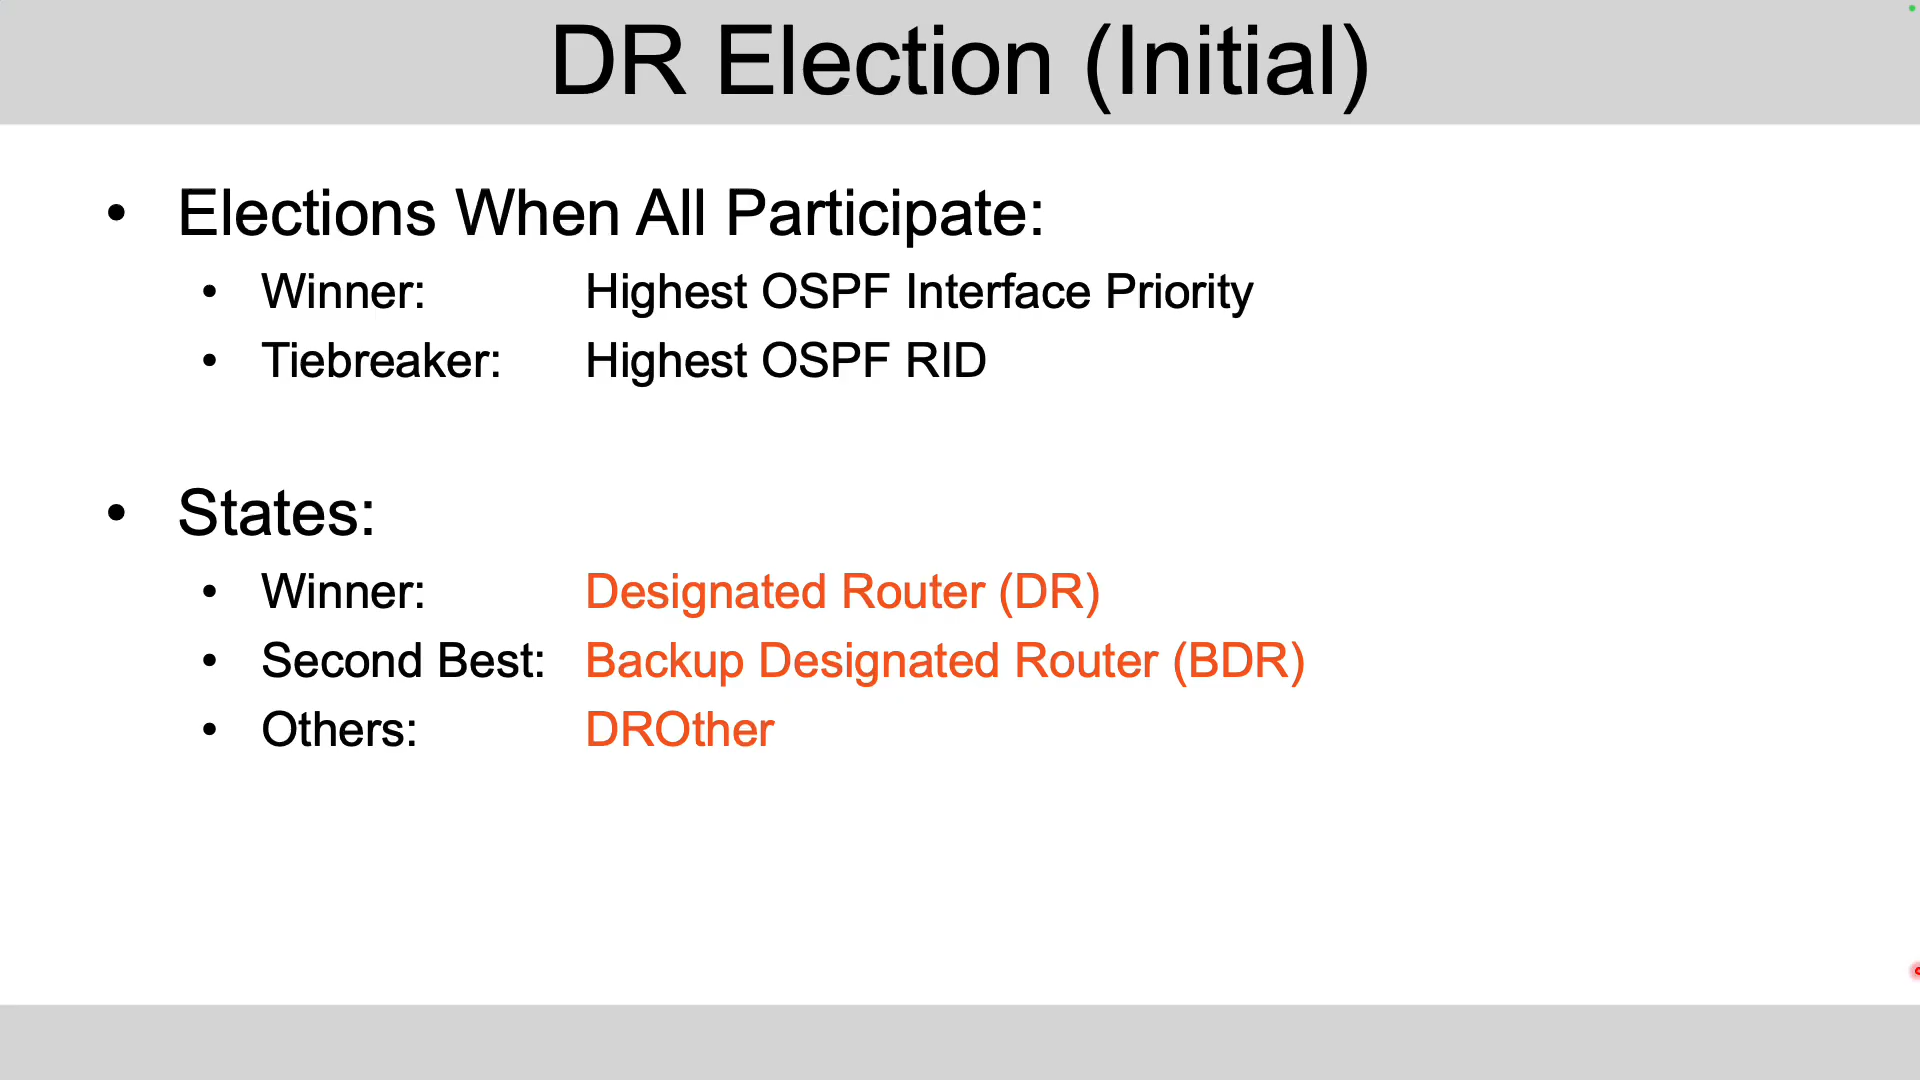 DR Election (Initial)
• Elections When All Participate:
• Winner: Highest OSPF Interface Priority
• Tiebreaker: Highest OSPF RID
• States:
• Winner: Designated Router (DR)
• Second Best: Backup Designated Router (BDR)
• Others: DROther